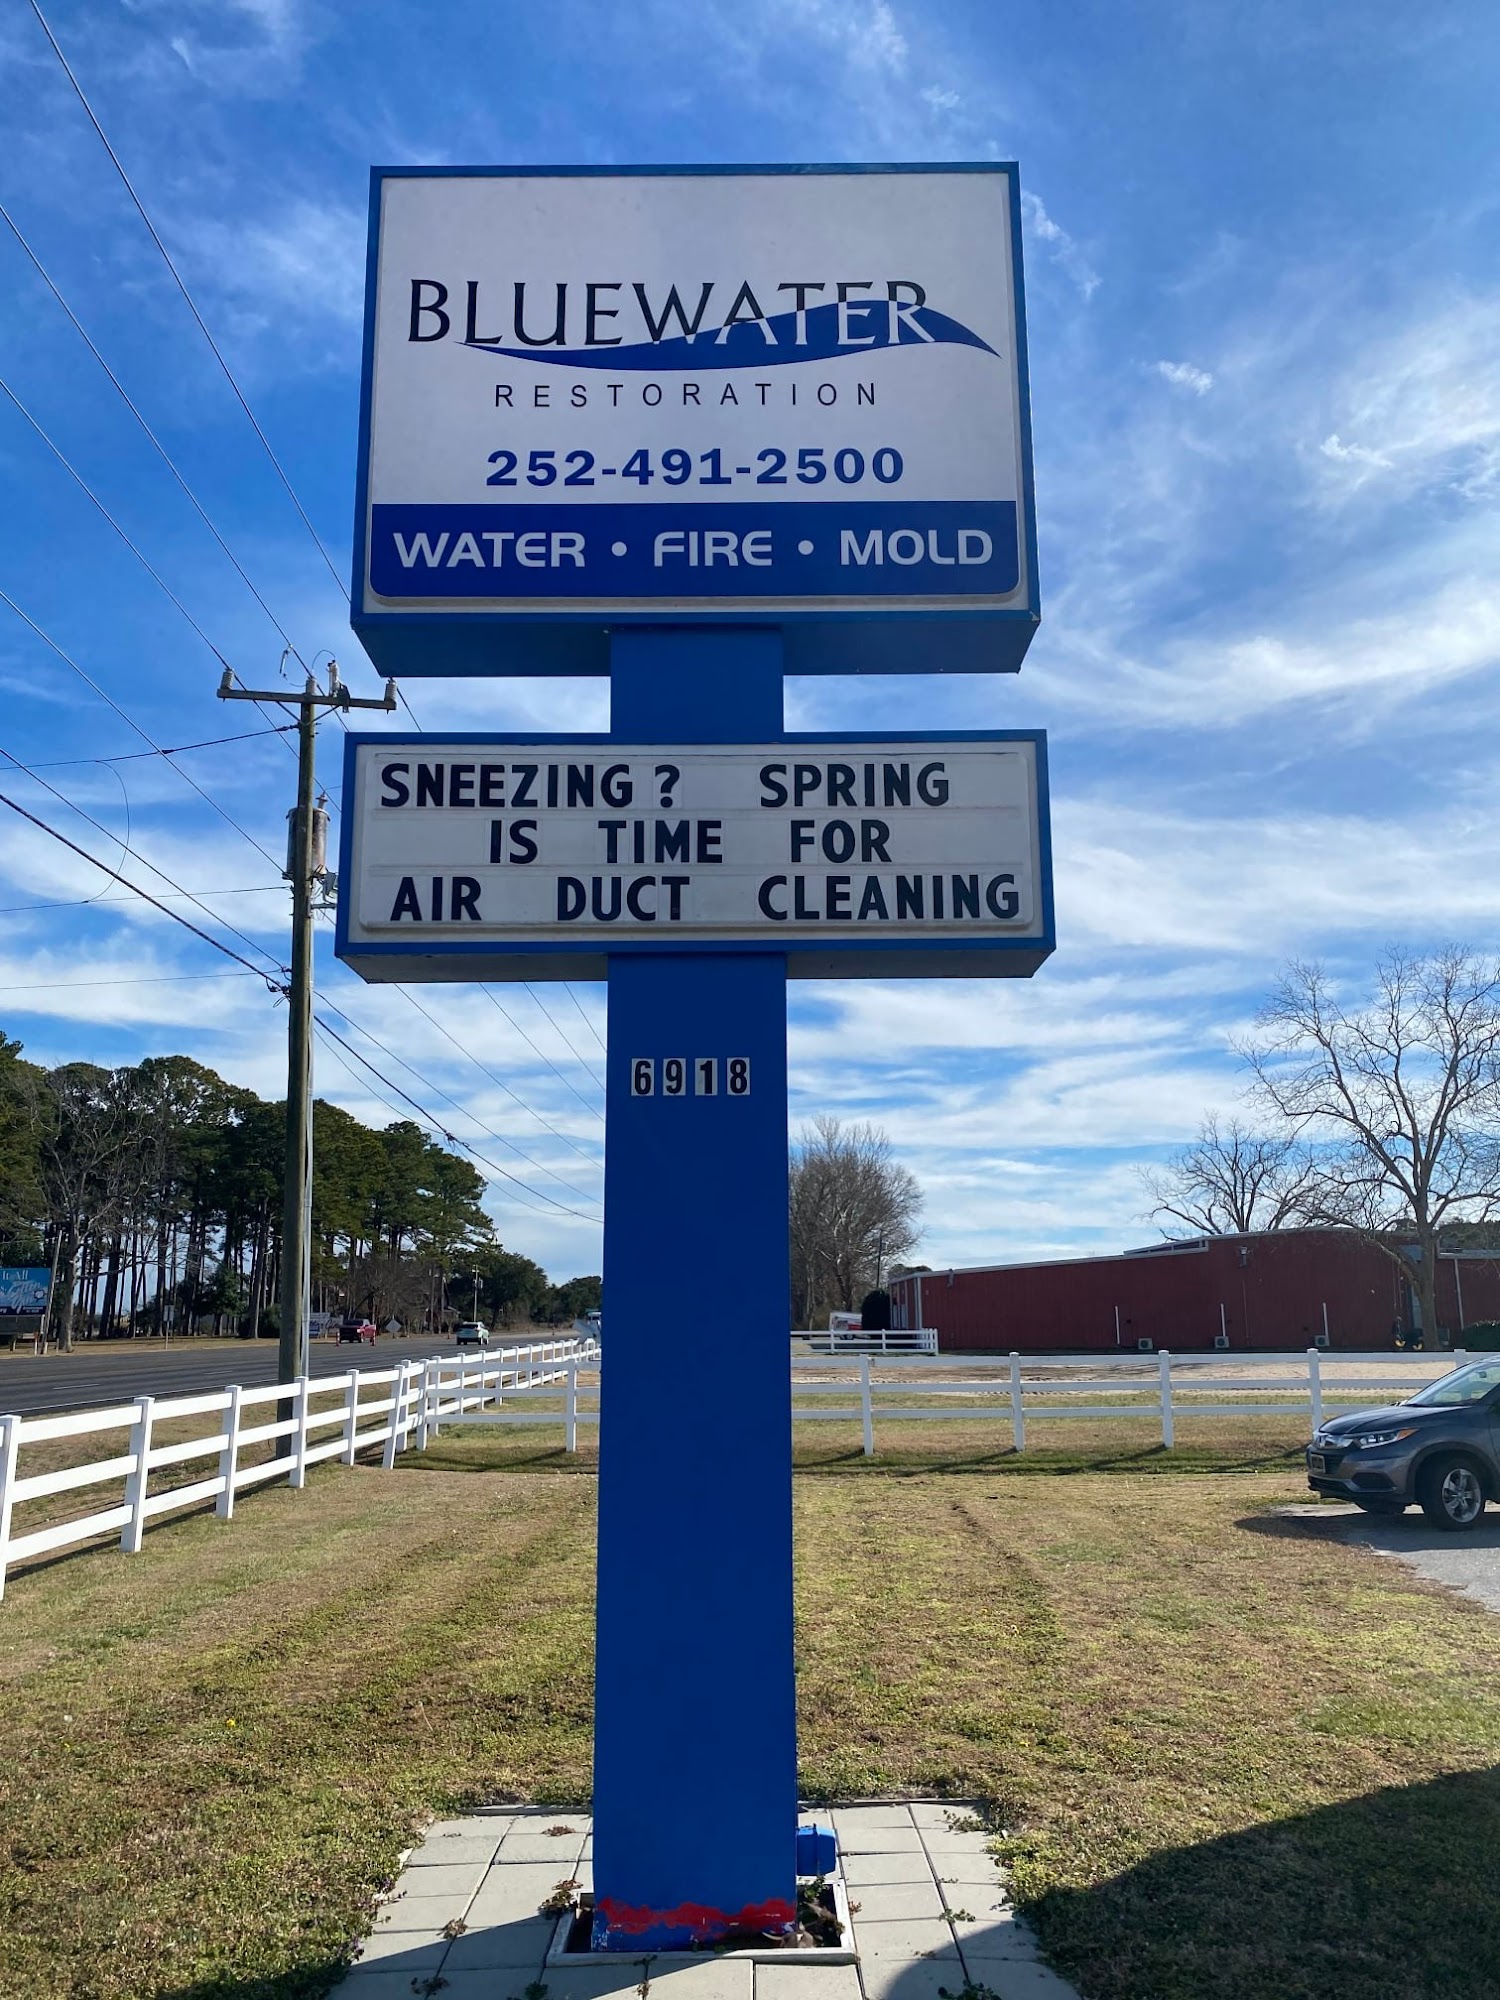 BLUEWATER
RESTORATION
252-491-2500
WATER • FIRE • MOLD
SNEEZING? SPRING
IS TIME FOR
AIR DUCT CLEANING
6918